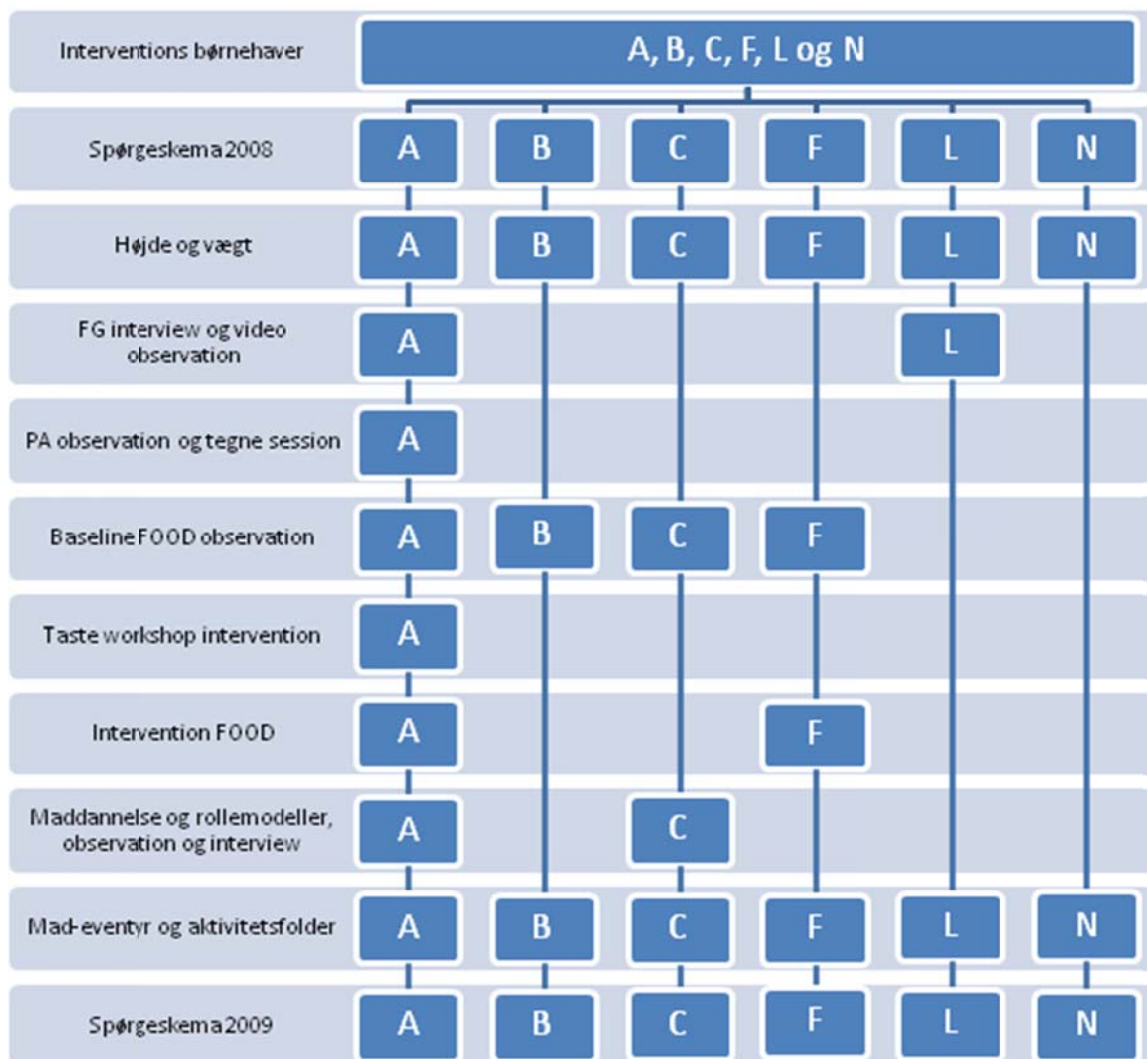 Interventions børnehaver
A, B, C, F, L og N
Spørgeskema 2008
A B C F L N
Højde og vægt
A B C F L N
FG interview og video
observation
A L
PA observation og tegne session
A
Baseline FOOD observation
A B C F
Taste workshop intervention
A
Intervention FOOD
A F
Maddannelse og rollemodeller,
observation og interview
A C
Mad-eventyr og aktivitetsfolder
A B C F L N
Spørgeskema 2009
A B C F L N